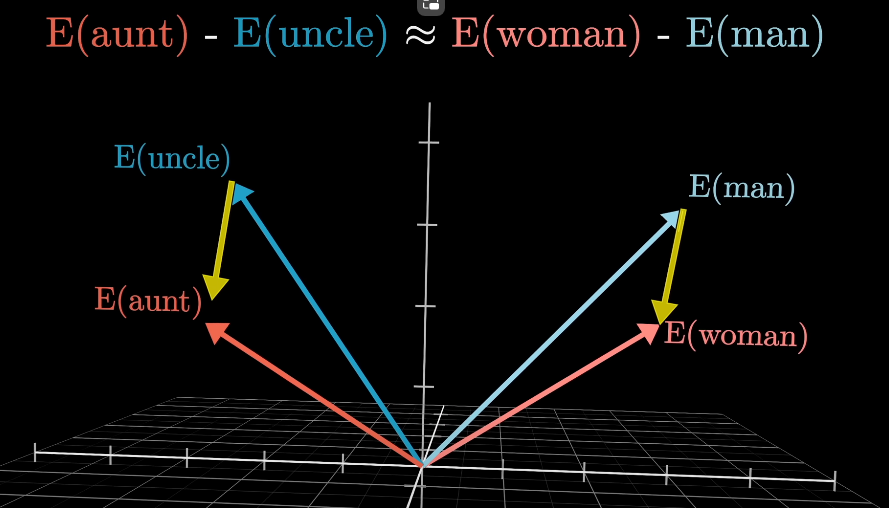 E(aunt) - E(uncle) ≈ E(woman) - E(man)
E(uncle)
E(man)
E(aunt)
E(woman)